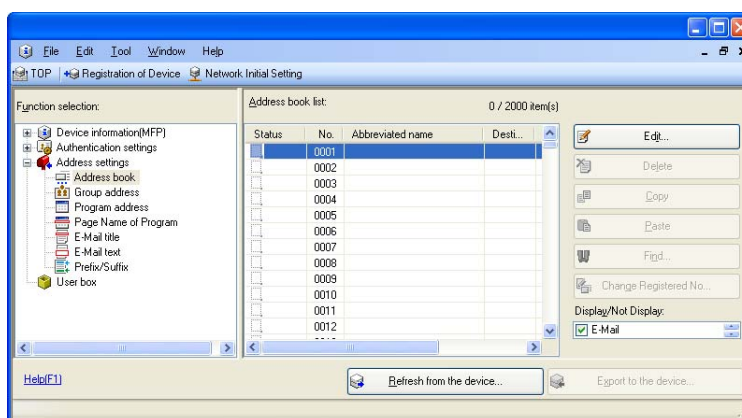 File Edit Tool Window Help
TOP Registration of Device Network Initial Setting
Function selection:
Device information(MFP)
Authentication settings
Address settings
Address book
Group address
Program address
Page Name of Program
E-Mail title
E-Mail text
Prefix/Suffix
User box
Address book list: 0 / 2000 item(s)
Status No. Abbreviated name Desti...
0001
0002
0003
0004
0005
0006
0007
0008
0009
0010
0011
0012
Edit...
Delete
Copy
Paste
Find...
Change Registered No...
Display/Not Display:
E-Mail
Help(F1)
Refresh from the device...
Export to the device...